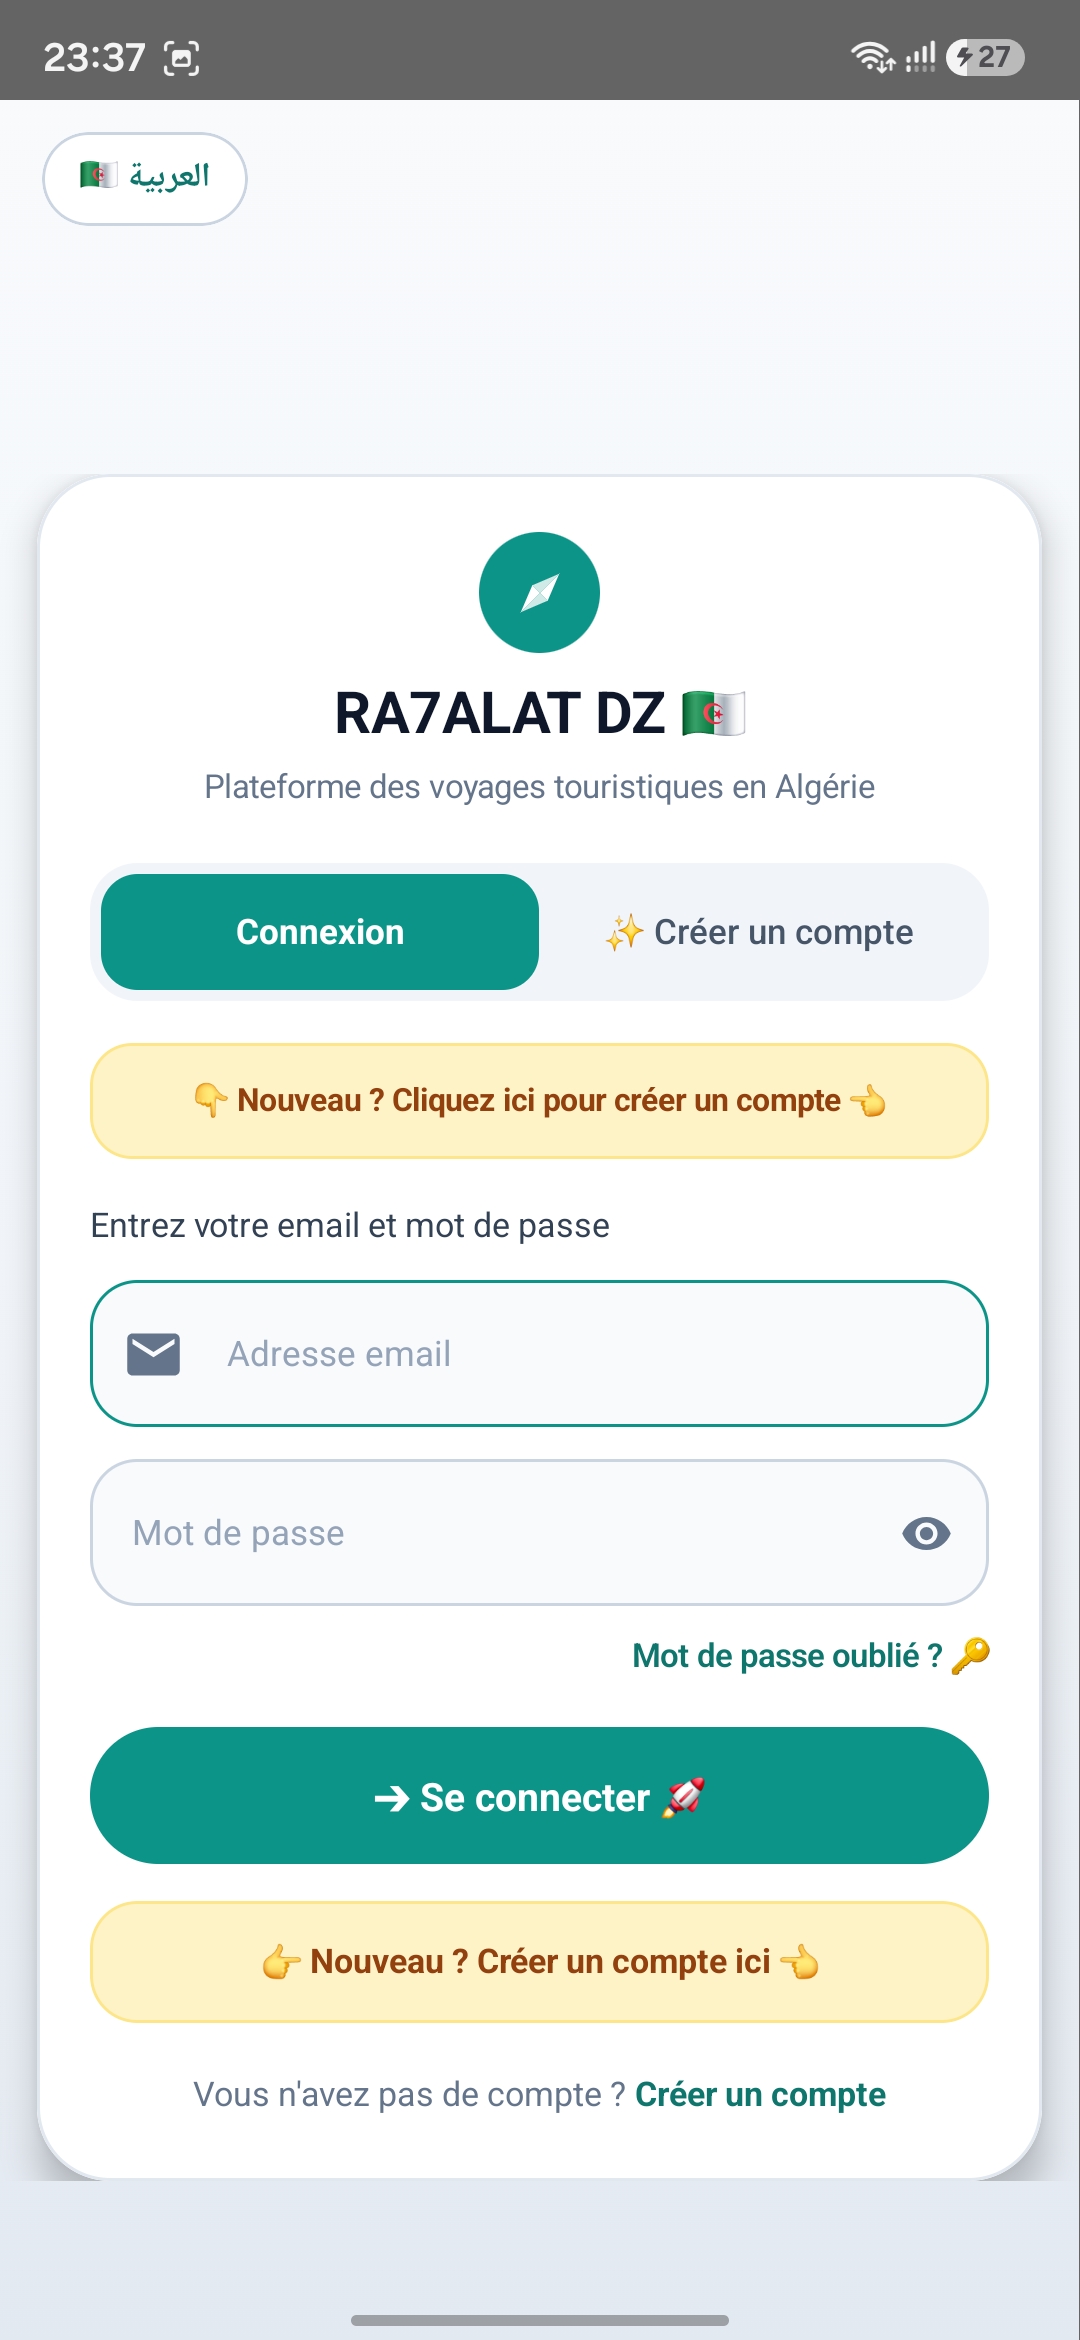 23:37
27
العربية 🇩🇿
RA7ALAT DZ 🇩🇿
Plateforme des voyages touristiques en Algérie
Connexion
✨ Créer un compte
👇 Nouveau ? Cliquez ici pour créer un compte 👈
Entrez votre email et mot de passe
Adresse email
Mot de passe
Mot de passe oublié ? 🔑
➔ Se connecter 🚀
👉 Nouveau ? Créer un compte ici 👈
Vous n'avez pas de compte ? Créer un compte